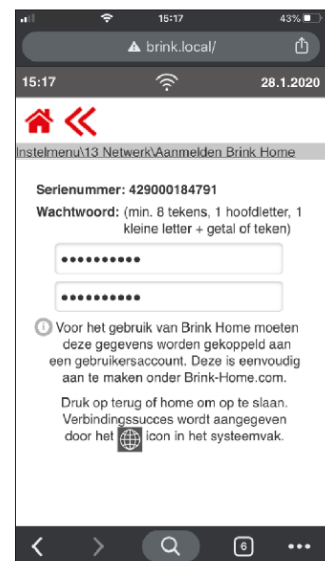 15:17
43%
brink.local/
15:17
28.1.2020
Instelmenu\13 Netwerk\Aanmelden Brink Home
Serienummer: 429000184791
Wachtwoord: (min. 8 tekens, 1 hoofdletter, 1
kleine letter + getal of teken)
••••••••••
••••••••••
Voor het gebruik van Brink Home moeten
deze gegevens worden gekoppeld aan
een gebruikersaccount. Deze is eenvoudig
aan te maken onder Brink-Home.com.
Druk op terug of home om op te slaan.
Verbindingssucces wordt aangegeven
door het icon in het systeemvak.
6